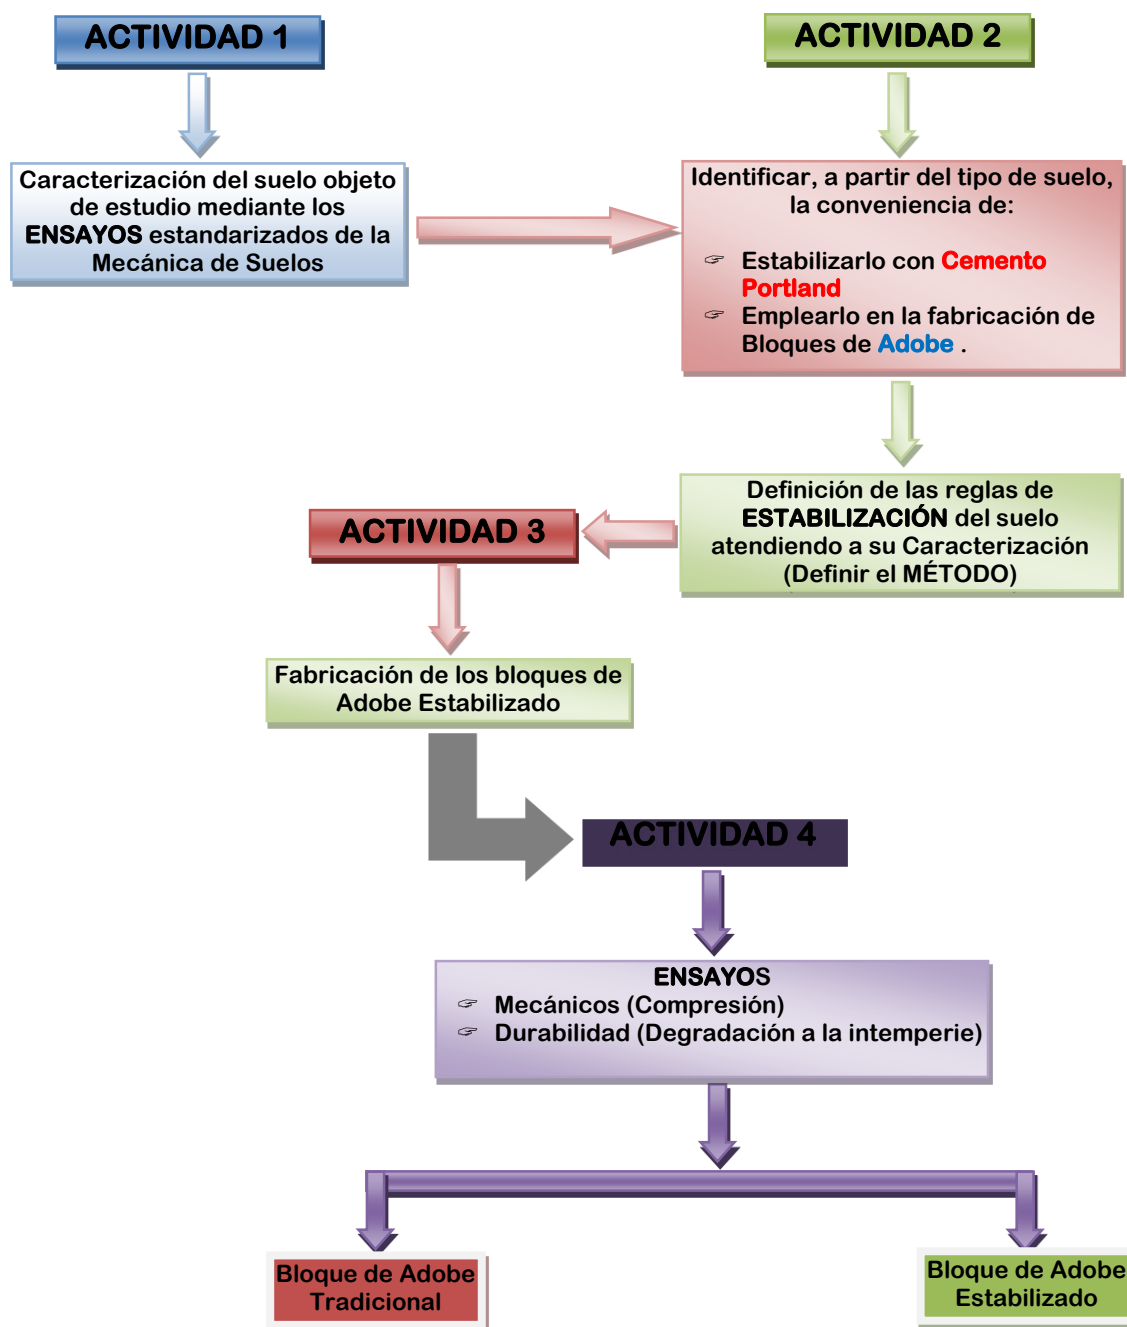 ACTIVIDAD 1
Caracterización del suelo objeto
de estudio mediante los
ENSAYOS estandarizados de la
Mecánica de Suelos
ACTIVIDAD 2
Identificar, a partir del tipo de suelo,
la conveniencia de:
☞ Estabilizarlo con Cemento
Portland
☞ Emplearlo en la fabricación de
Bloques de Adobe .
Definición de las reglas de
ESTABILIZACIÓN del suelo
atendiendo a su Caracterización
(Definir el MÉTODO)
ACTIVIDAD 3
Fabricación de los bloques de
Adobe Estabilizado
ACTIVIDAD 4
ENSAYOS
☞ Mecánicos (Compresión)
☞ Durabilidad (Degradación a la intemperie)
Bloque de Adobe
Tradicional
Bloque de Adobe
Estabilizado